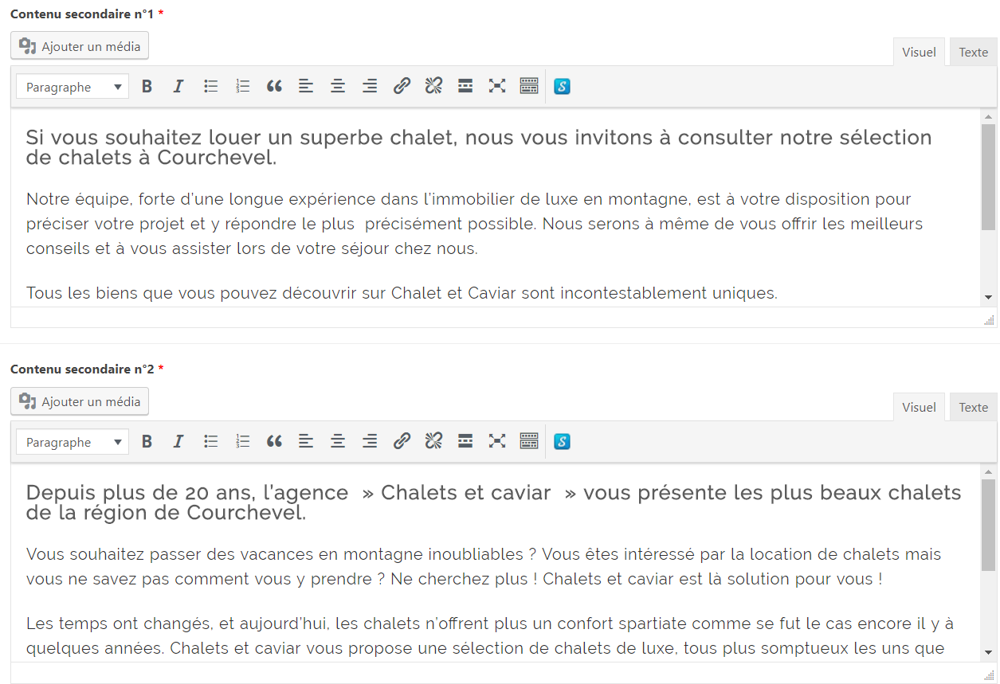 Contenu secondaire n°1 *
Ajouter un média
Visuel Texte
Paragraphe
Si vous souhaitez louer un superbe chalet, nous vous invitons à consulter notre sélection
de chalets à Courchevel.
Notre équipe, forte d'une longue expérience dans l'immobilier de luxe en montagne, est à votre disposition pour
préciser votre projet et y répondre le plus  précisément possible. Nous serons à même de vous offrir les meilleurs
conseils et à vous assister lors de votre séjour chez nous.
Tous les biens que vous pouvez découvrir sur Chalet et Caviar sont incontestablement uniques.
Contenu secondaire n°2 *
Ajouter un média
Visuel Texte
Paragraphe
Depuis plus de 20 ans, l'agence  » Chalets et caviar  » vous présente les plus beaux chalets
de la région de Courchevel.
Vous souhaitez passer des vacances en montagne inoubliables ? Vous êtes intéressé par la location de chalets mais
vous ne savez pas comment vous y prendre ? Ne cherchez plus ! Chalets et caviar est là solution pour vous !
Les temps ont changés, et aujourd'hui, les chalets n'offrent plus un confort spartiate comme se fut le cas encore il y à
quelques années. Chalets et caviar vous propose une sélection de chalets de luxe, tous plus somptueux les uns que